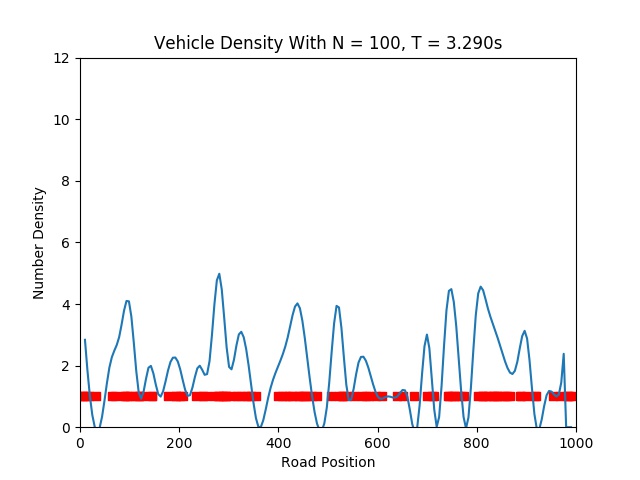 Vehicle Density With N = 100, T = 3.290s
12
10
8
6
4
2
0
Number Density
0 200 400 600 800 1000
Road Position